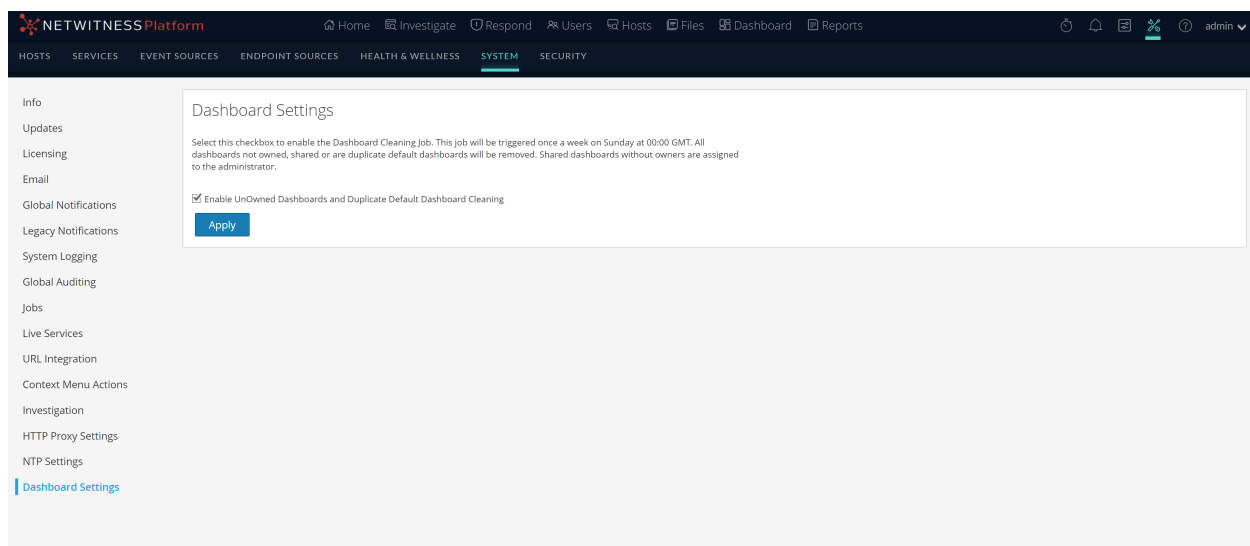 NETWITNESS Platform
Home Investigate Respond Users Hosts Files Dashboard Reports
admin
HOSTS SERVICES EVENT SOURCES ENDPOINT SOURCES HEALTH & WELLNESS SYSTEM SECURITY
Info
Updates
Licensing
Email
Global Notifications
Legacy Notifications
System Logging
Global Auditing
Jobs
Live Services
URL Integration
Context Menu Actions
Investigation
HTTP Proxy Settings
NTP Settings
Dashboard Settings
Dashboard Settings
Select this checkbox to enable the Dashboard Cleaning Job. This job will be triggered once a week on Sunday at 00:00 GMT. All
dashboards not owned, shared or are duplicate default dashboards will be removed. Shared dashboards without owners are assigned
to the administrator.
Enable UnOwned Dashboards and Duplicate Default Dashboard Cleaning
Apply